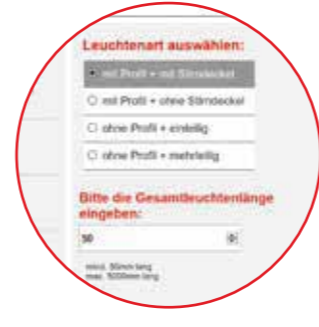 Leuchtenart auswählen:
mit Profil + mit Stirndeckel
mit Profil + ohne Stirndeckel
ohne Profil + einteilig
ohne Profil + mehrteilig
Bitte die Gesamtleuchtenlänge
eingeben:
50
mind. 50mm lang
max. 5000mm lang